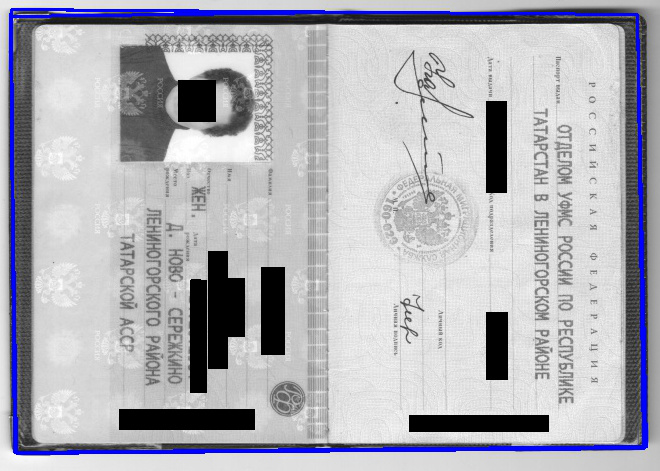 РОССИЙСКАЯ ФЕДЕРАЦИЯ
Паспорт выдан
ОТДЕЛОМ УФМС РОССИИ ПО РЕСПУБЛИКЕ
ТАТАРСТАН В ЛЕНИНОГОРСКОМ РАЙОНЕ
Дата выдачи
Код подразделения
Личный код
Личная подпись
Фамилия
Имя
Отчество
Пол
ЖЕН.
Дата
рождения
Место
рождения
Д. НОВО - СЕРЕЖКИНО
ЛЕНИНОГОРСКОГО РАЙОНА
ТАТАРСКОЙ АССР